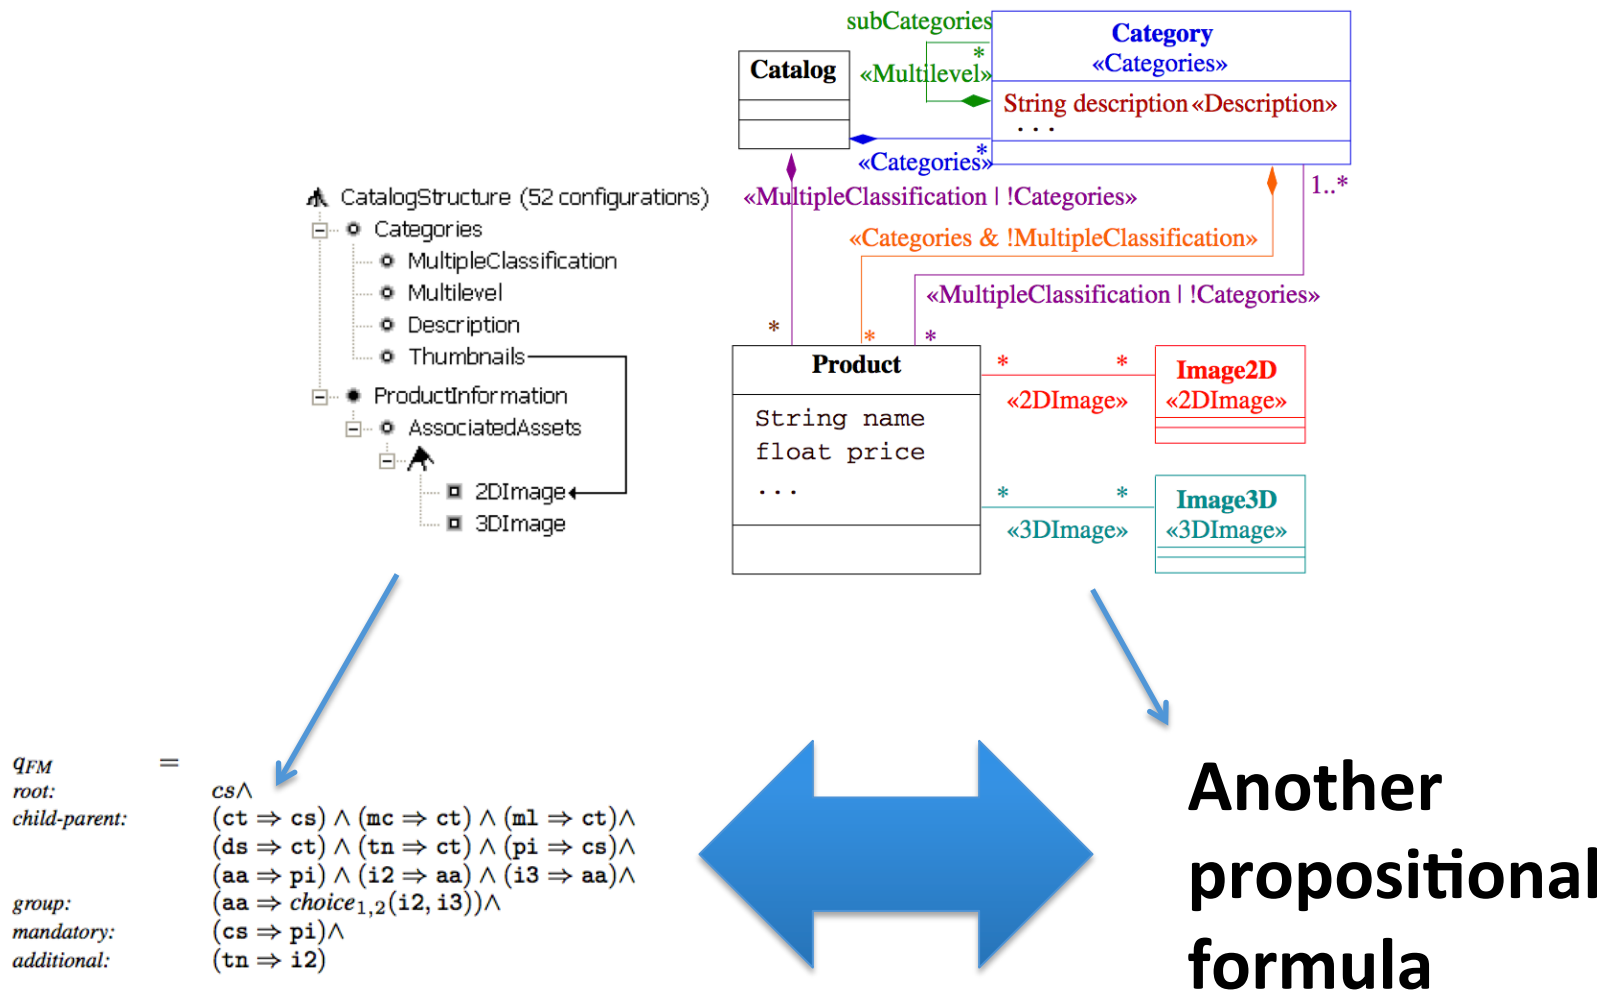 CatalogStructure (52 configurations)
Categories
MultipleClassification
Multilevel
Description
Thumbnails
ProductInformation
AssociatedAssets
2DImage
3DImage
subCategories
*
«Multilevel»
Catalog
Category
«Categories»
String description «Description»
...
*
«Categories»
«MultipleClassification | !Categories»
1..*
«Categories & !MultipleClassification»
«MultipleClassification | !Categories»
* * *
Product
String name
float price
...
* *
«2DImage»
Image2D
«2DImage»
* *
«3DImage»
Image3D
«3DImage»
qFM =
root: cs∧
child-parent: (ct ⇒ cs) ∧ (mc ⇒ ct) ∧ (ml ⇒ ct)∧
(ds ⇒ ct) ∧ (tn ⇒ ct) ∧ (pi ⇒ cs)∧
(aa ⇒ pi) ∧ (i2 ⇒ aa) ∧ (i3 ⇒ aa)∧
group: (aa ⇒ choice1,2(i2, i3))∧
mandatory: (cs ⇒ pi)∧
additional: (tn ⇒ i2)
Another
propositional
formula